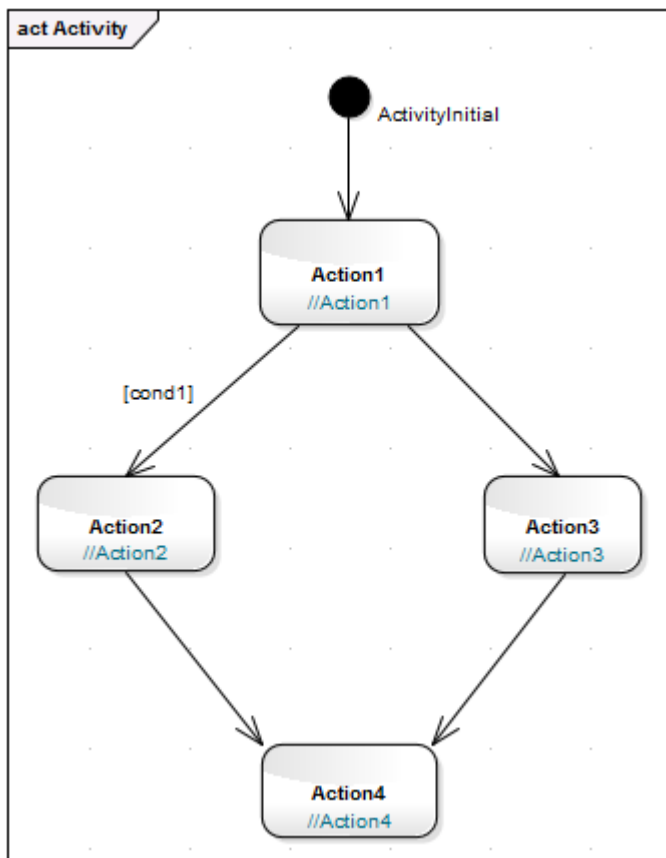 act Activity
ActivityInitial
Action1
//Action1
[cond1]
Action2
//Action2
Action3
//Action3
Action4
//Action4